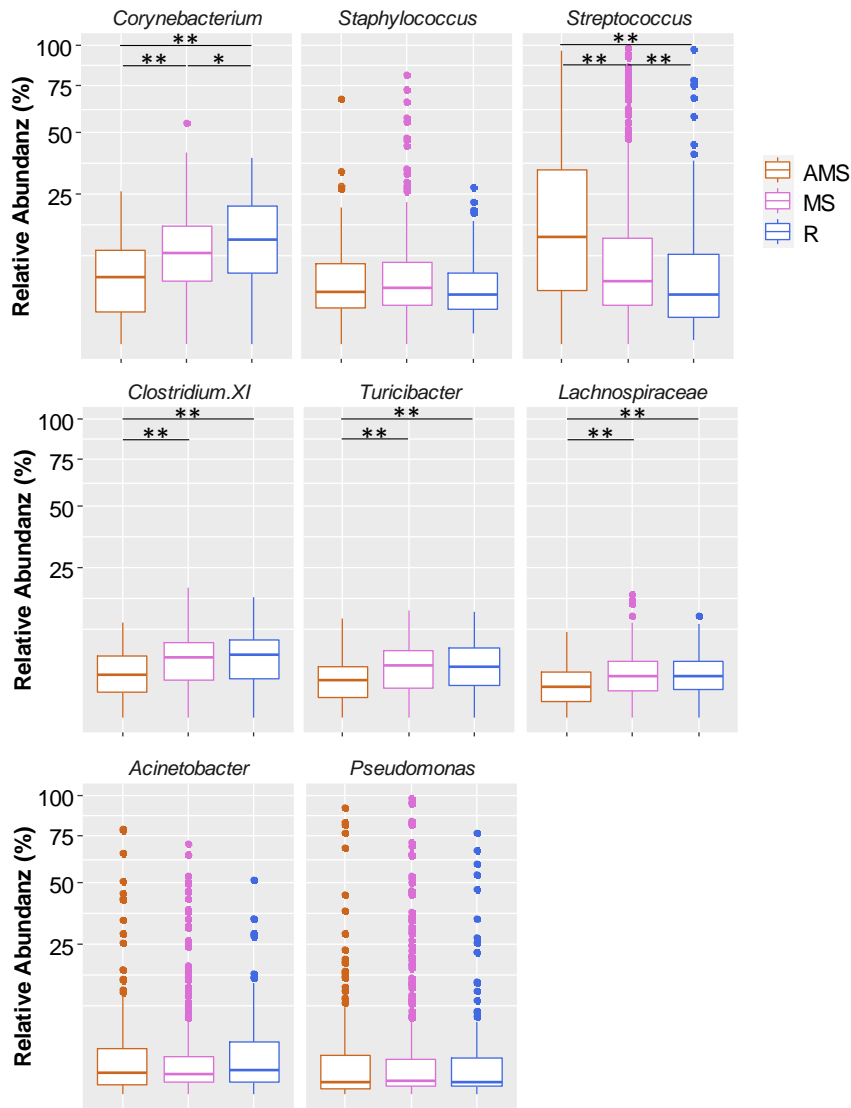 Corynebacterium Staphylococcus Streptococcus
** ** * ** ** **
Relative Abundanz (%)
100
75
50
25
AMS
MS
R
Clostridium.XI Turicibacter Lachnospiraceae
** ** ** ** ** **
Relative Abundanz (%)
100
75
50
25
Acinetobacter Pseudomonas
Relative Abundanz (%)
100
75
50
25